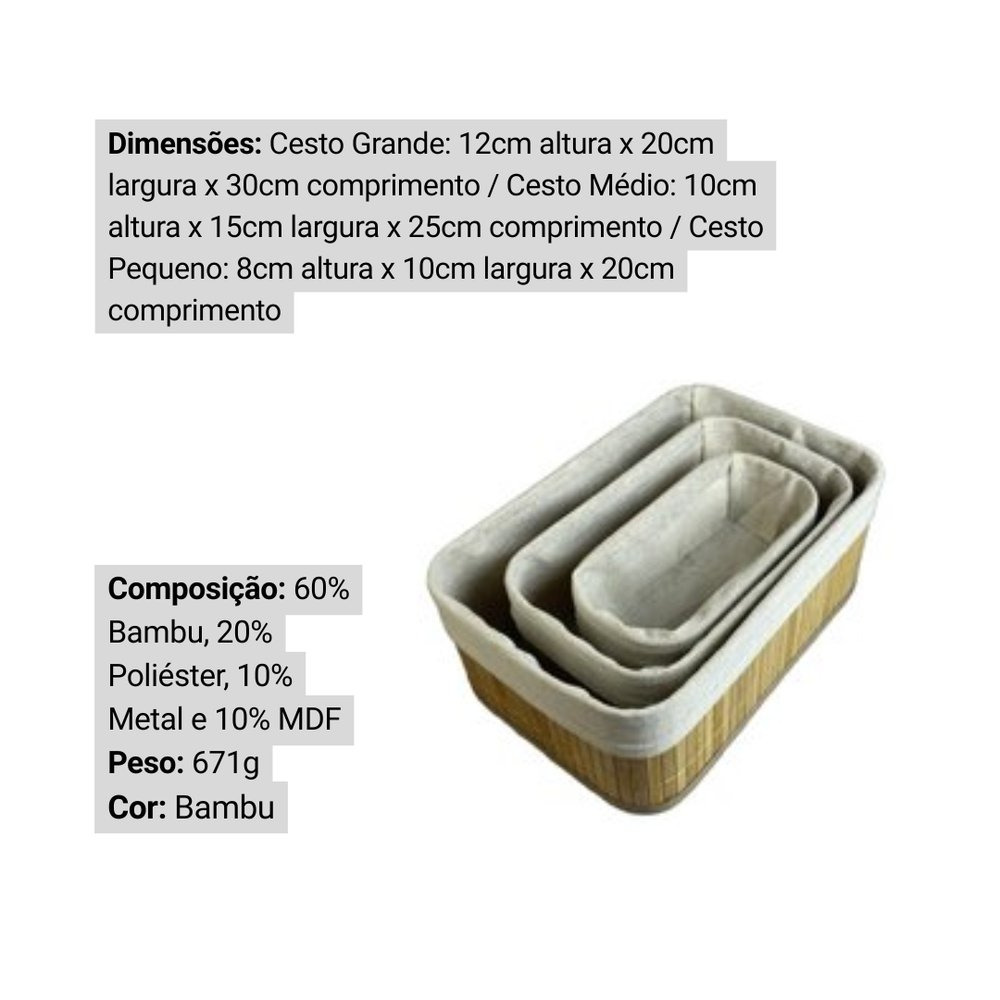 Dimensões: Cesto Grande: 12cm altura x 20cm
largura x 30cm comprimento / Cesto Médio: 10cm
altura x 15cm largura x 25cm comprimento / Cesto
Pequeno: 8cm altura x 10cm largura x 20cm
comprimento
Composição: 60%
Bambu, 20%
Poliéster, 10%
Metal e 10% MDF
Peso: 671g
Cor: Bambu